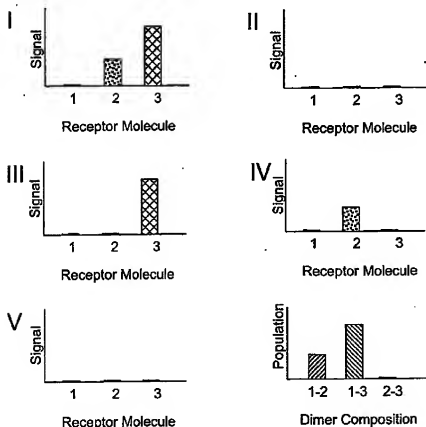 I
Signal
1 2 3
Receptor Molecule
II
Signal
1 2 3
Receptor Molecule
III
Signal
1 2 3
Receptor Molecule
IV
Signal
1 2 3
Receptor Molecule
V
Signal
1 2 3
Receptor Molecule
Population
1-2 1-3 2-3
Dimer Composition